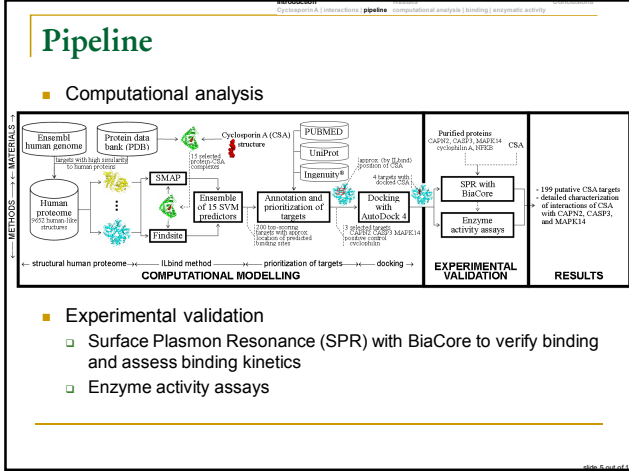 Introduction
Cyclosporin A | interactions | pipeline computational analysis | binding | enzymatic activity
Pipeline
Computational analysis
MATERIALS
METHODS
Ensembl
human genome
Protein data
bank (PDB)
targets with high similarity
to human proteins
Human
proteome
9652 human-like
structures
Cyclosporin A (CSA)
structure
15 selected
protein-CSA
complexes
SMAP
Findsite
Ensemble
of 15 SVM
predictors
200 top-scoring
targets with approx.
location of predicted
binding sites
PUBMED
UniProt
Ingenuity®
Annotation and
prioritization of
targets
approx. (by ILbind)
position of CSA
3 selected targets
CAPN2 CASP3 MAPK14
positive control
cyclophilin
Docking
with
AutoDock 4
4 targets with
docked CSA
structural human proteome
ILbind method
prioritization of targets
docking
COMPUTATIONAL MODELLING
Purified proteins
CAPN2, CASP3, MAPK14
cyclophilin A, NFKB
CSA
SPR with
BiaCore
Enzyme
activity assays
EXPERIMENTAL
VALIDATION
- 199 putative CSA targets
- detailed characterization
of interactions of CSA
with CAPN2, CASP3,
and MAPK14
RESULTS
Experimental validation
Surface Plasmon Resonance (SPR) with BiaCore to verify binding
and assess binding kinetics
Enzyme activity assays
slide 5 out of